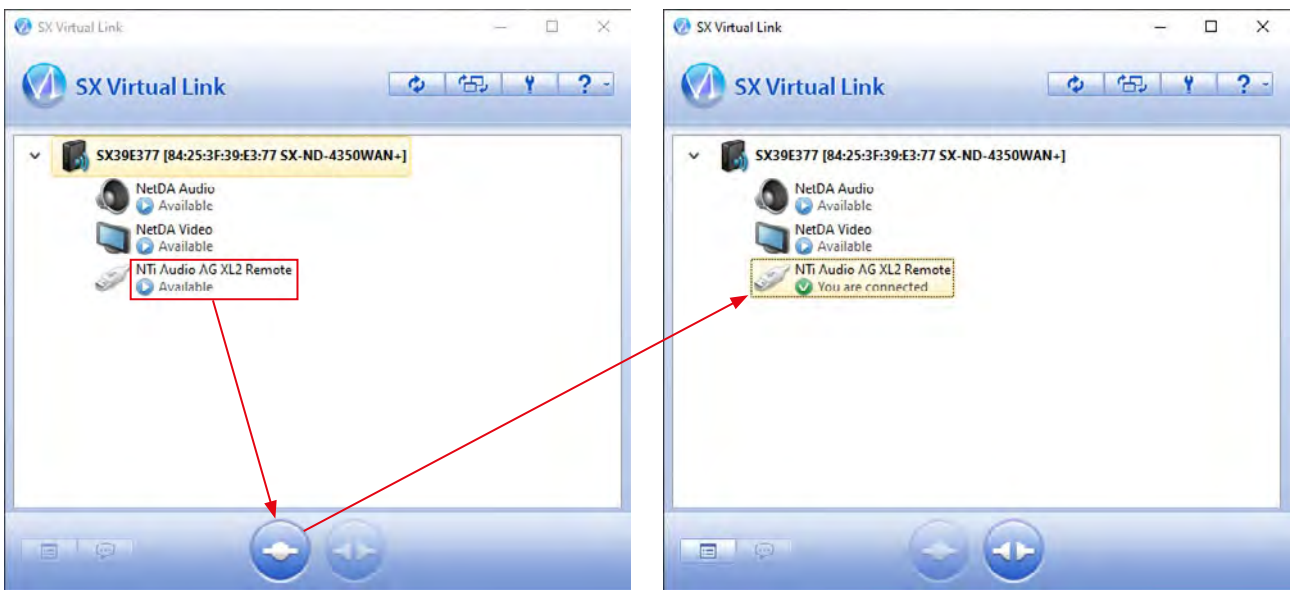 SX Virtual Link
SX Virtual Link
?
SX39E377 [84:25:3F:39:E3:77 SX-ND-4350WAN+]
NetDA Audio
Available
NetDA Video
Available
NTi Audio AG XL2 Remote
Available
SX Virtual Link
SX Virtual Link
?
SX39E377 [84:25:3F:39:E3:77 SX-ND-4350WAN+]
NetDA Audio
Available
NetDA Video
Available
NTi Audio AG XL2 Remote
You are connected